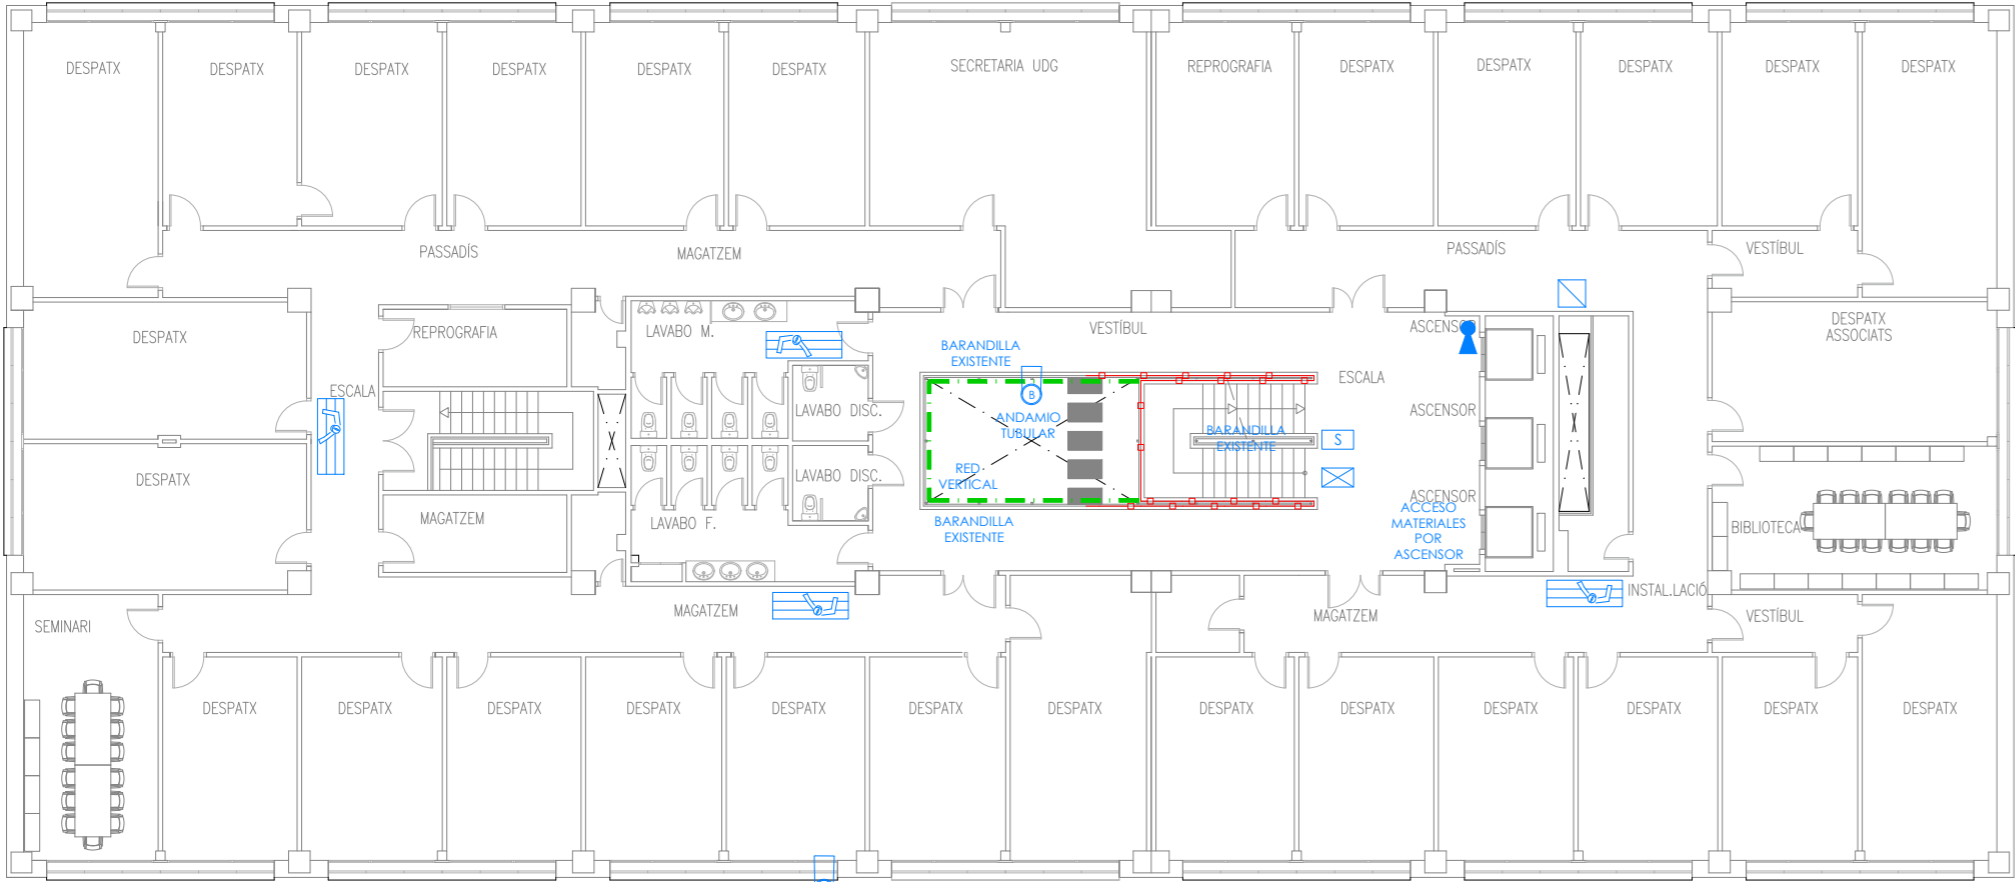 DESPATX
DESPATX
DESPATX
DESPATX
DESPATX
DESPATX
SECRETARIA UDG
REPROGRAFIA
DESPATX
DESPATX
DESPATX
DESPATX
DESPATX
PASSADÍS
MAGATZEM
PASSADÍS
VESTÍBUL
DESPATX
REPROGRAFIA
LAVABO M.
VESTÍBUL
ASCENSOR
DESPATX
ASSOCIATS
BARANDILLA
EXISTENTE
ESCALA
ESCALA
B
LAVABO DISC.
ANDAMIO
TUBULAR
ASCENSOR
BARANDILLA
EXISTENTE
S
DESPATX
LAVABO DISC.
RED
VERTICAL
ASCENSOR
ACCESO
MATERIALES
POR
ASCENSOR
MAGATZEM
LAVABO F.
BARANDILLA
EXISTENTE
BIBLIOTECA
SEMINARI
MAGATZEM
MAGATZEM
INSTAL.LACIÓ
VESTÍBUL
DESPATX
DESPATX
DESPATX
DESPATX
DESPATX
DESPATX
DESPATX
DESPATX
DESPATX
DESPATX
DESPATX
DESPATX
DESPATX